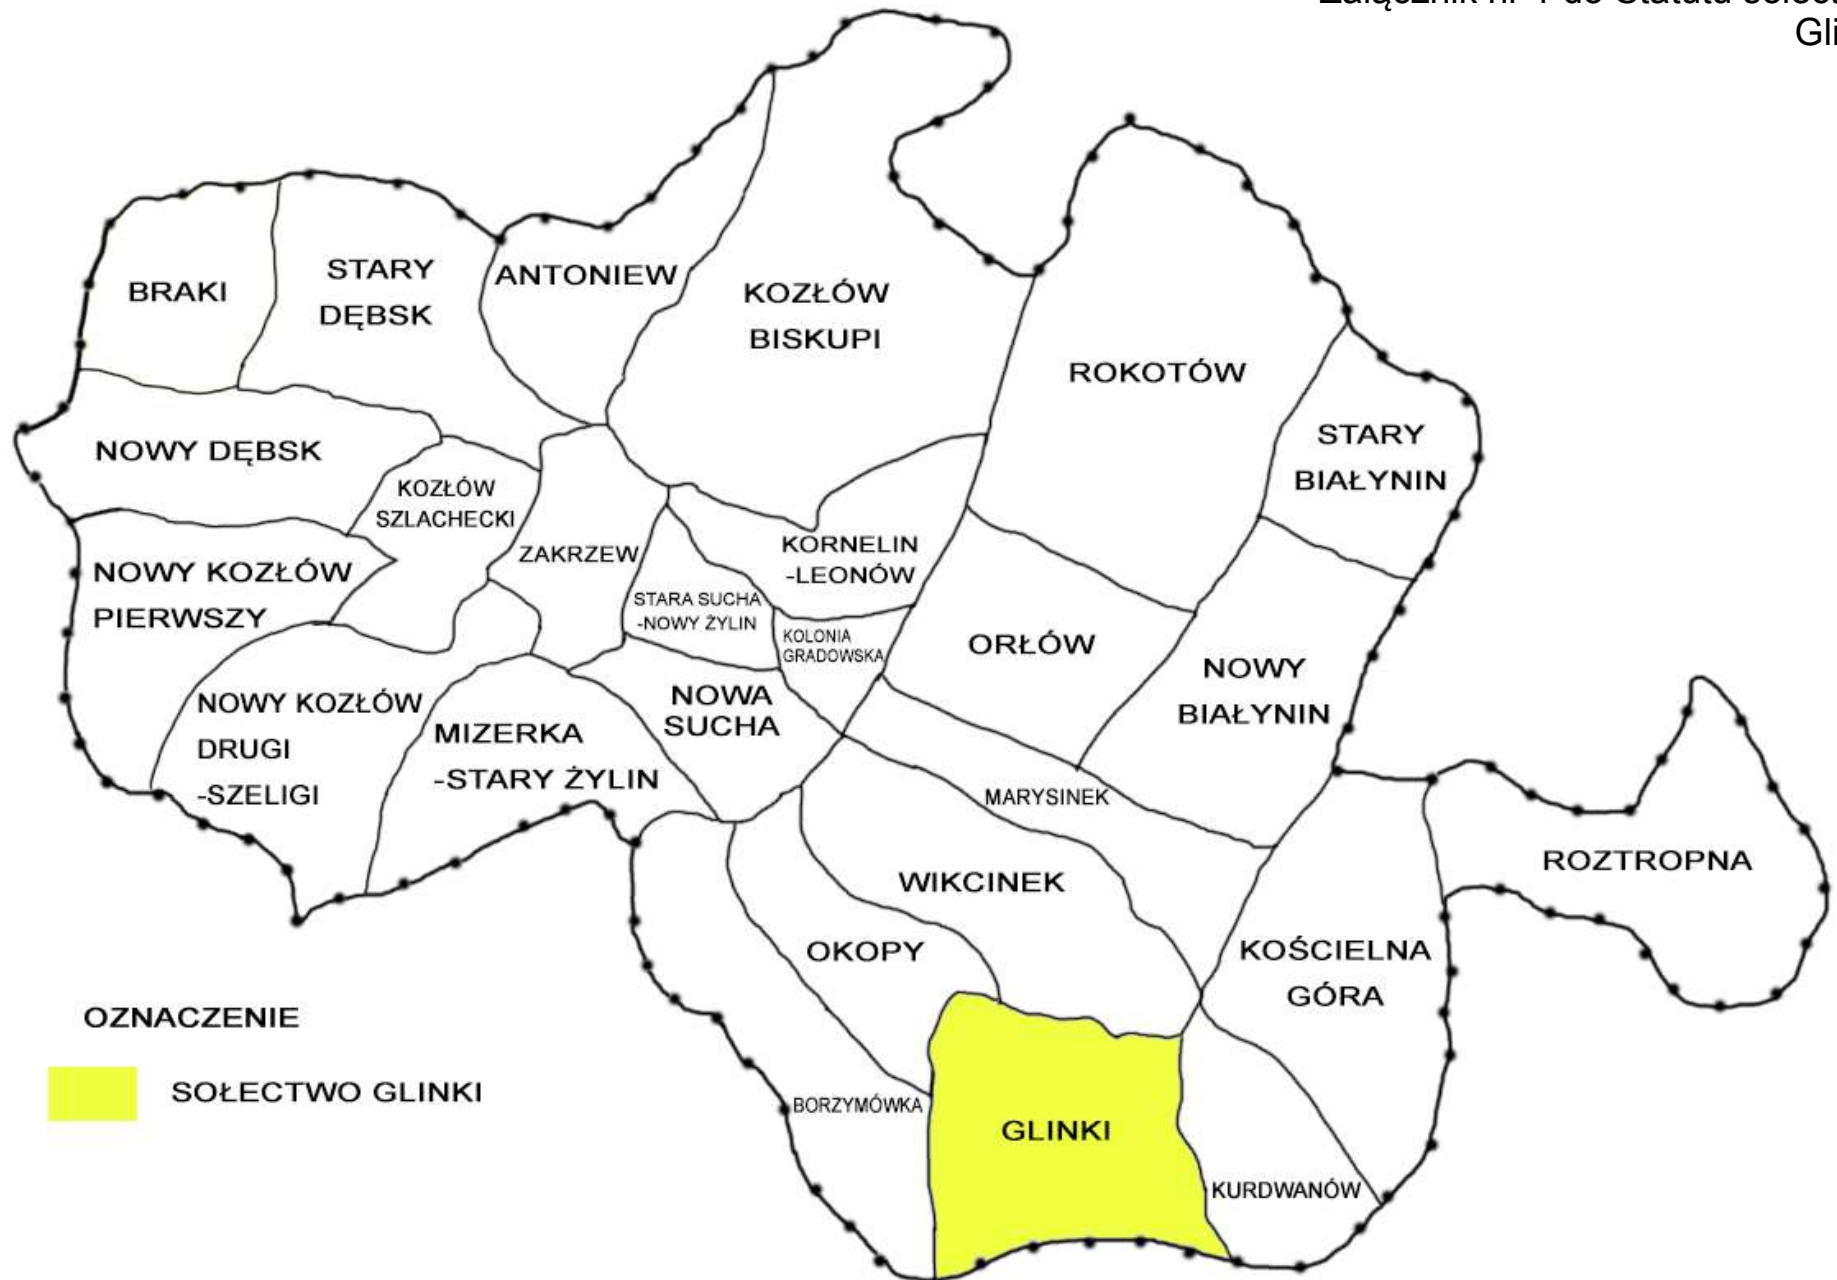 Gli
BRAKI
STARY
DĘBSK
ANTONIEW
KOZŁÓW
BISKUPI
ROKOTÓW
STARY
BIAŁYNIN
NOWY DĘBSK
KOZŁÓW
SZLACHECKI
ZAKRZEW
KORNELIN
-LEONÓW
NOWY KOZŁÓW
PIERWSZY
STARA SUCHA
-NOWY ŻYLIN
KOLONIA
GRADOWSKA
ORŁÓW
NOWY
BIAŁYNIN
NOWY KOZŁÓW
DRUGI
-SZELIGI
MIZERKA
-STARY ŻYLIN
NOWA
SUCHA
MARYSINEK
WIKCINEK
ROZTROPNA
OKOPY
KOŚCIELNA
GÓRA
OZNACZENIE
SOŁECTWO GLINKI
BORZYMÓWKA
GLINKI
KURDWANÓW